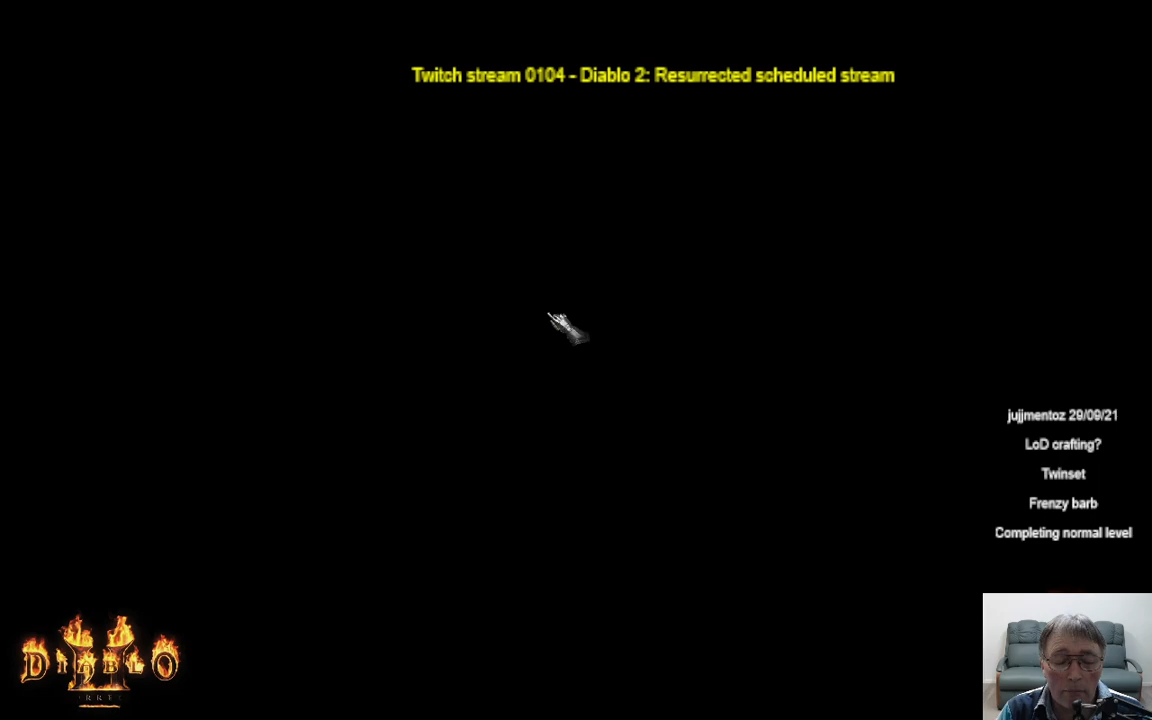 Twitch stream 0104 - Diablo 2: Resurrected scheduled stream
jujjmentoz 29/09/21
LoD crafting?
Twinset
Frenzy barb
Completing normal level
DIABLO
II